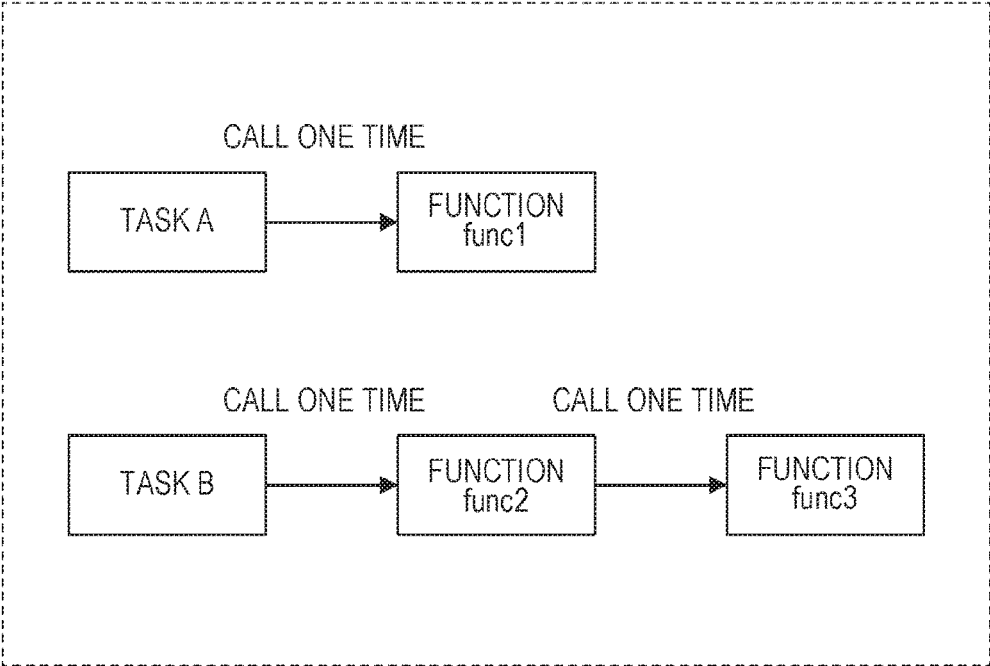 CALL ONE TIME
TASK A
FUNCTION
func1
CALL ONE TIME
CALL ONE TIME
TASK B
FUNCTION
func2
FUNCTION
func3